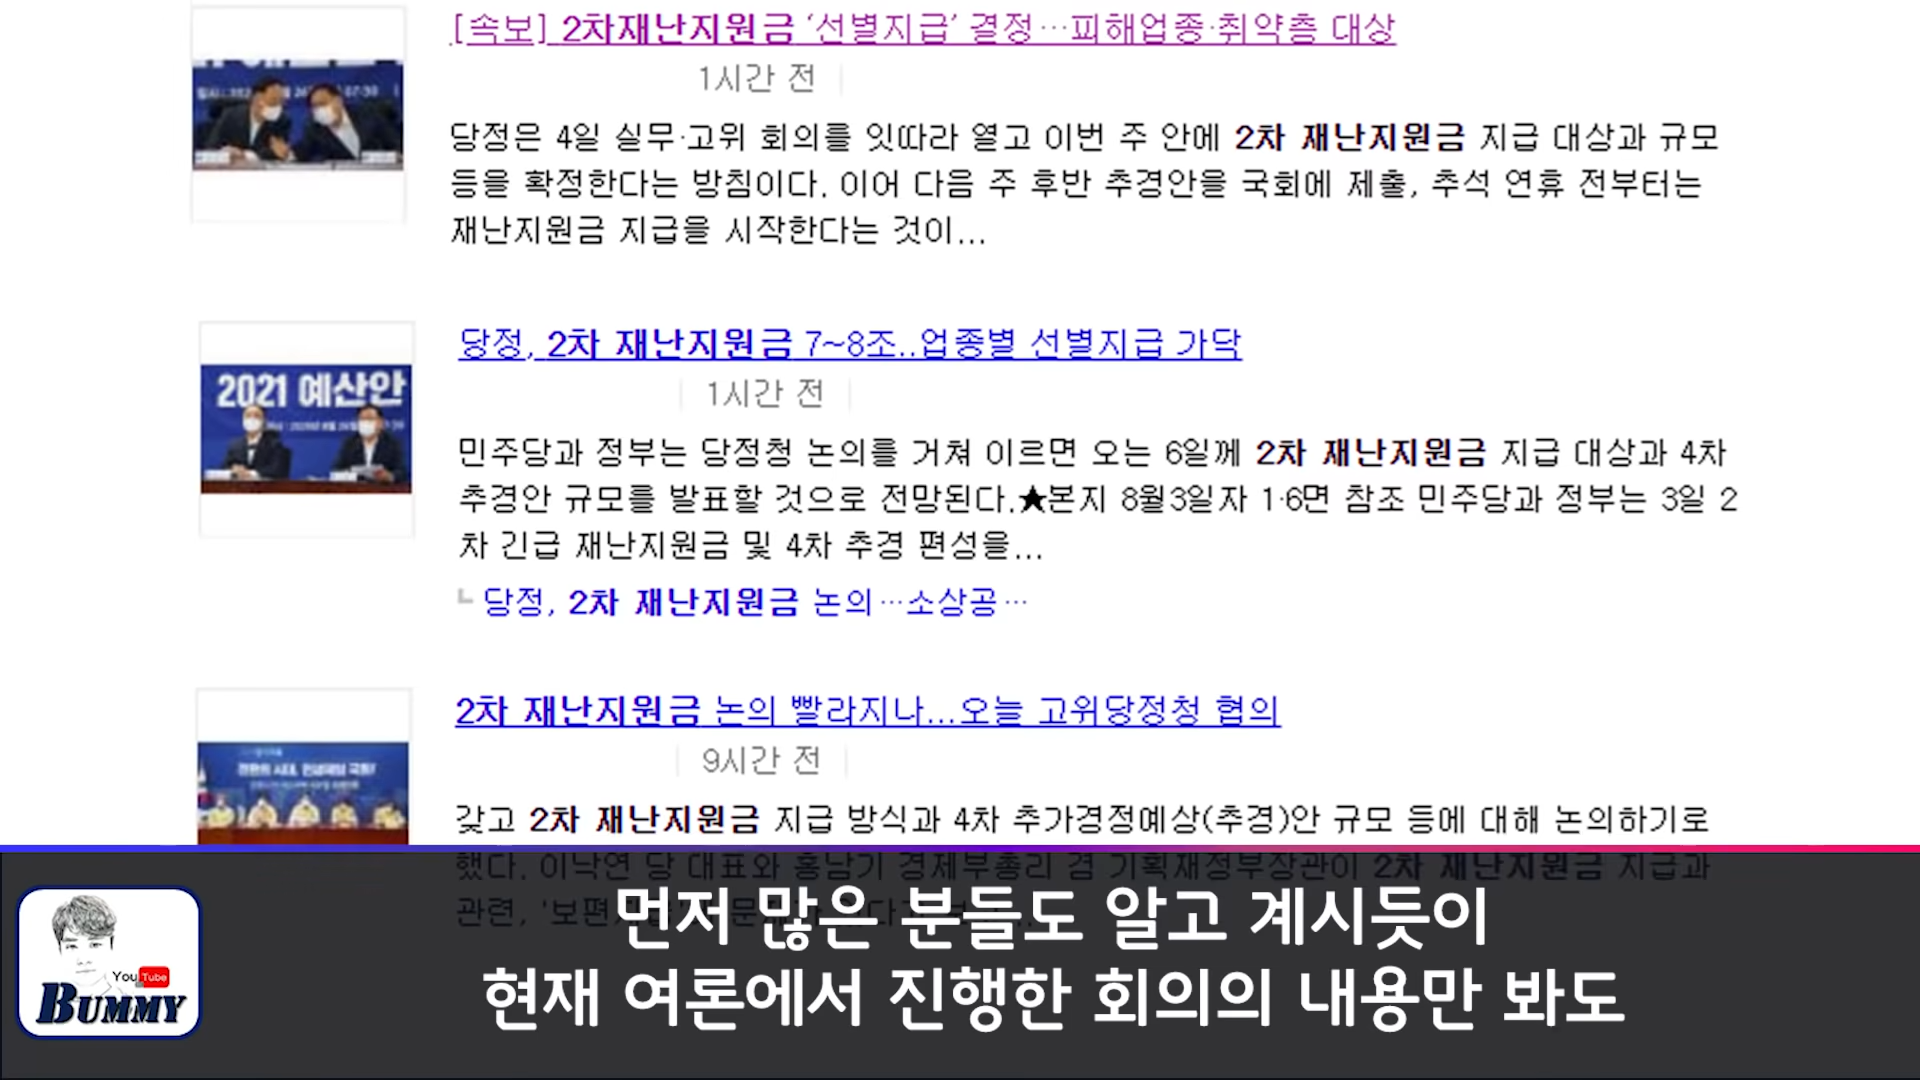 [속보] 2차재난지원금 ‘선별지급’ 결정…피해업종·취약층 대상
1시간 전
당정은 4일 실무·고위 회의를 잇따라 열고 이번 주 안에 2차 재난지원금 지급 대상과 규모
등을 확정한다는 방침이다. 이어 다음 주 후반 추경안을 국회에 제출, 추석 연휴 전부터는
재난지원금 지급을 시작한다는 것이...
2021 예산안
당정, 2차 재난지원금 7~8조..업종별 선별지급 가닥
1시간 전
민주당과 정부는 당정청 논의를 거쳐 이르면 오는 6일께 2차 재난지원금 지급 대상과 4차
추경안 규모를 발표할 것으로 전망된다.★본지 8월3일자 1·6면 참조 민주당과 정부는 3일 2
차 긴급 재난지원금 및 4차 추경 편성을...
당정, 2차 재난지원금 논의…소상공…
2차 재난지원금 논의 빨라지나...오늘 고위당정청 협의
9시간 전
갖고 2차 재난지원금 지급 방식과 4차 추가경정예상(추경)안 규모 등에 대해 논의하기로
했다. 이낙연 당 대표와 홍남기 경제부총리 겸 기획재정부장관이 2차 재난지원금 지급과
관련,
먼저 많은 분들도 알고 계시듯이
현재 여론에서 진행한 회의의 내용만 봐도
YouTube
BUMMY